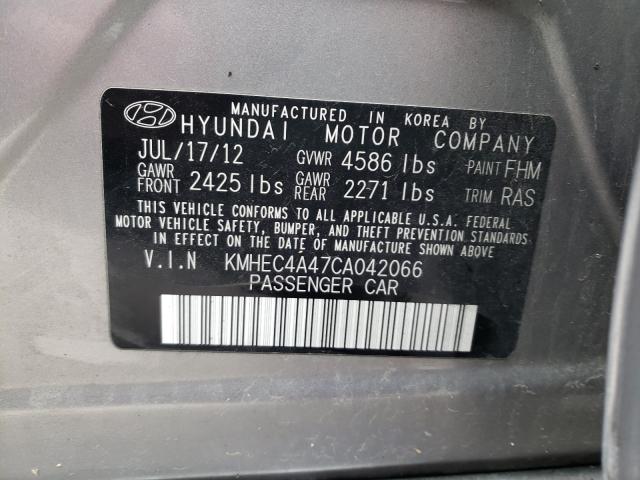 MANUFACTURED IN KOREA BY
HYUNDAI MOTOR COMPANY
JUL/17/12 GVWR 4586 lbs PAINT FHM
GAWR FRONT 2425 lbs GAWR REAR 2271 lbs TRIM RAS
THIS VEHICLE CONFORMS TO ALL APPLICABLE U.S.A. FEDERAL
MOTOR VEHICLE SAFETY, BUMPER, AND THEFT PREVENTION STANDARDS
IN EFFECT ON THE DATE OF MANUFACTURE SHOWN ABOVE
V.I.N KMHEC4A47CA042066
PASSENGER CAR